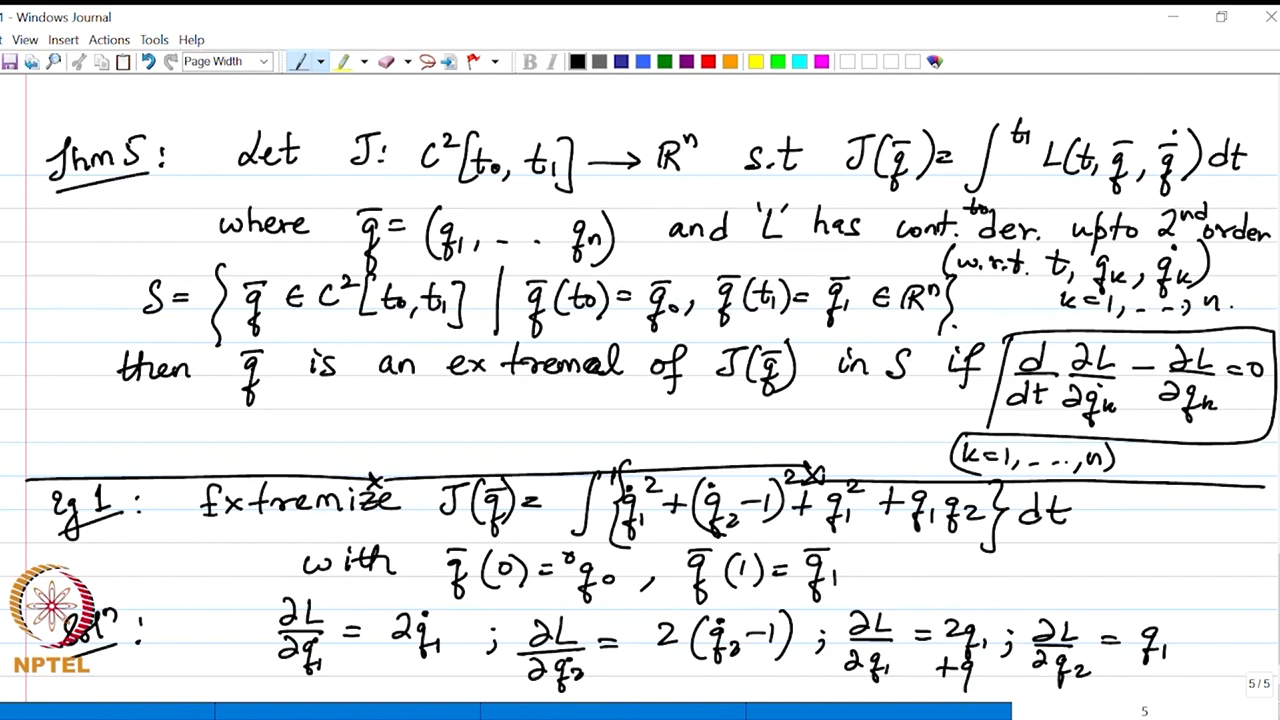 1 - Windows Journal
t View Insert Actions Tools Help
Page Width
B I
Thm 5 : Let J: C²[t₀, t₁] → ℝⁿ s.t J(q̄) = ∫_{t₀}^{t₁} L(t, q̄, q̄̇) dt
where q̄ = (q₁, -.. qₙ) and 'L' has cont. der. upto 2nd order
(w.r.t. t, qₖ, q̇ₖ)
k=1, - .., n.
S = { q̄ ∈ C²[t₀, t₁] | q̄(t₀) = q̄₀, q̄(t₁) = q̄₁ ∈ ℝⁿ}.
then q̄ is an extremal of J(q̄) in S if d/dt ∂L/∂q̇ₖ − ∂L/∂qₖ = 0
(k=1, ..., n)
Eg 1 : Extremize J(q̄) = ∫₀¹ {q̇₁² + (q̇₂ −1)² + q₁² + q₁q₂} dt
with q̄(0) = q₀ , q̄(1) = q̄₁
Solⁿ : ∂L/∂q̇₁ = 2q̇₁ ; ∂L/∂q̇₂ = 2(q̇₂−1) ; ∂L/∂q₁ = 2q₁ +q ; ∂L/∂q₂ = q₁
NPTEL
5/5
5